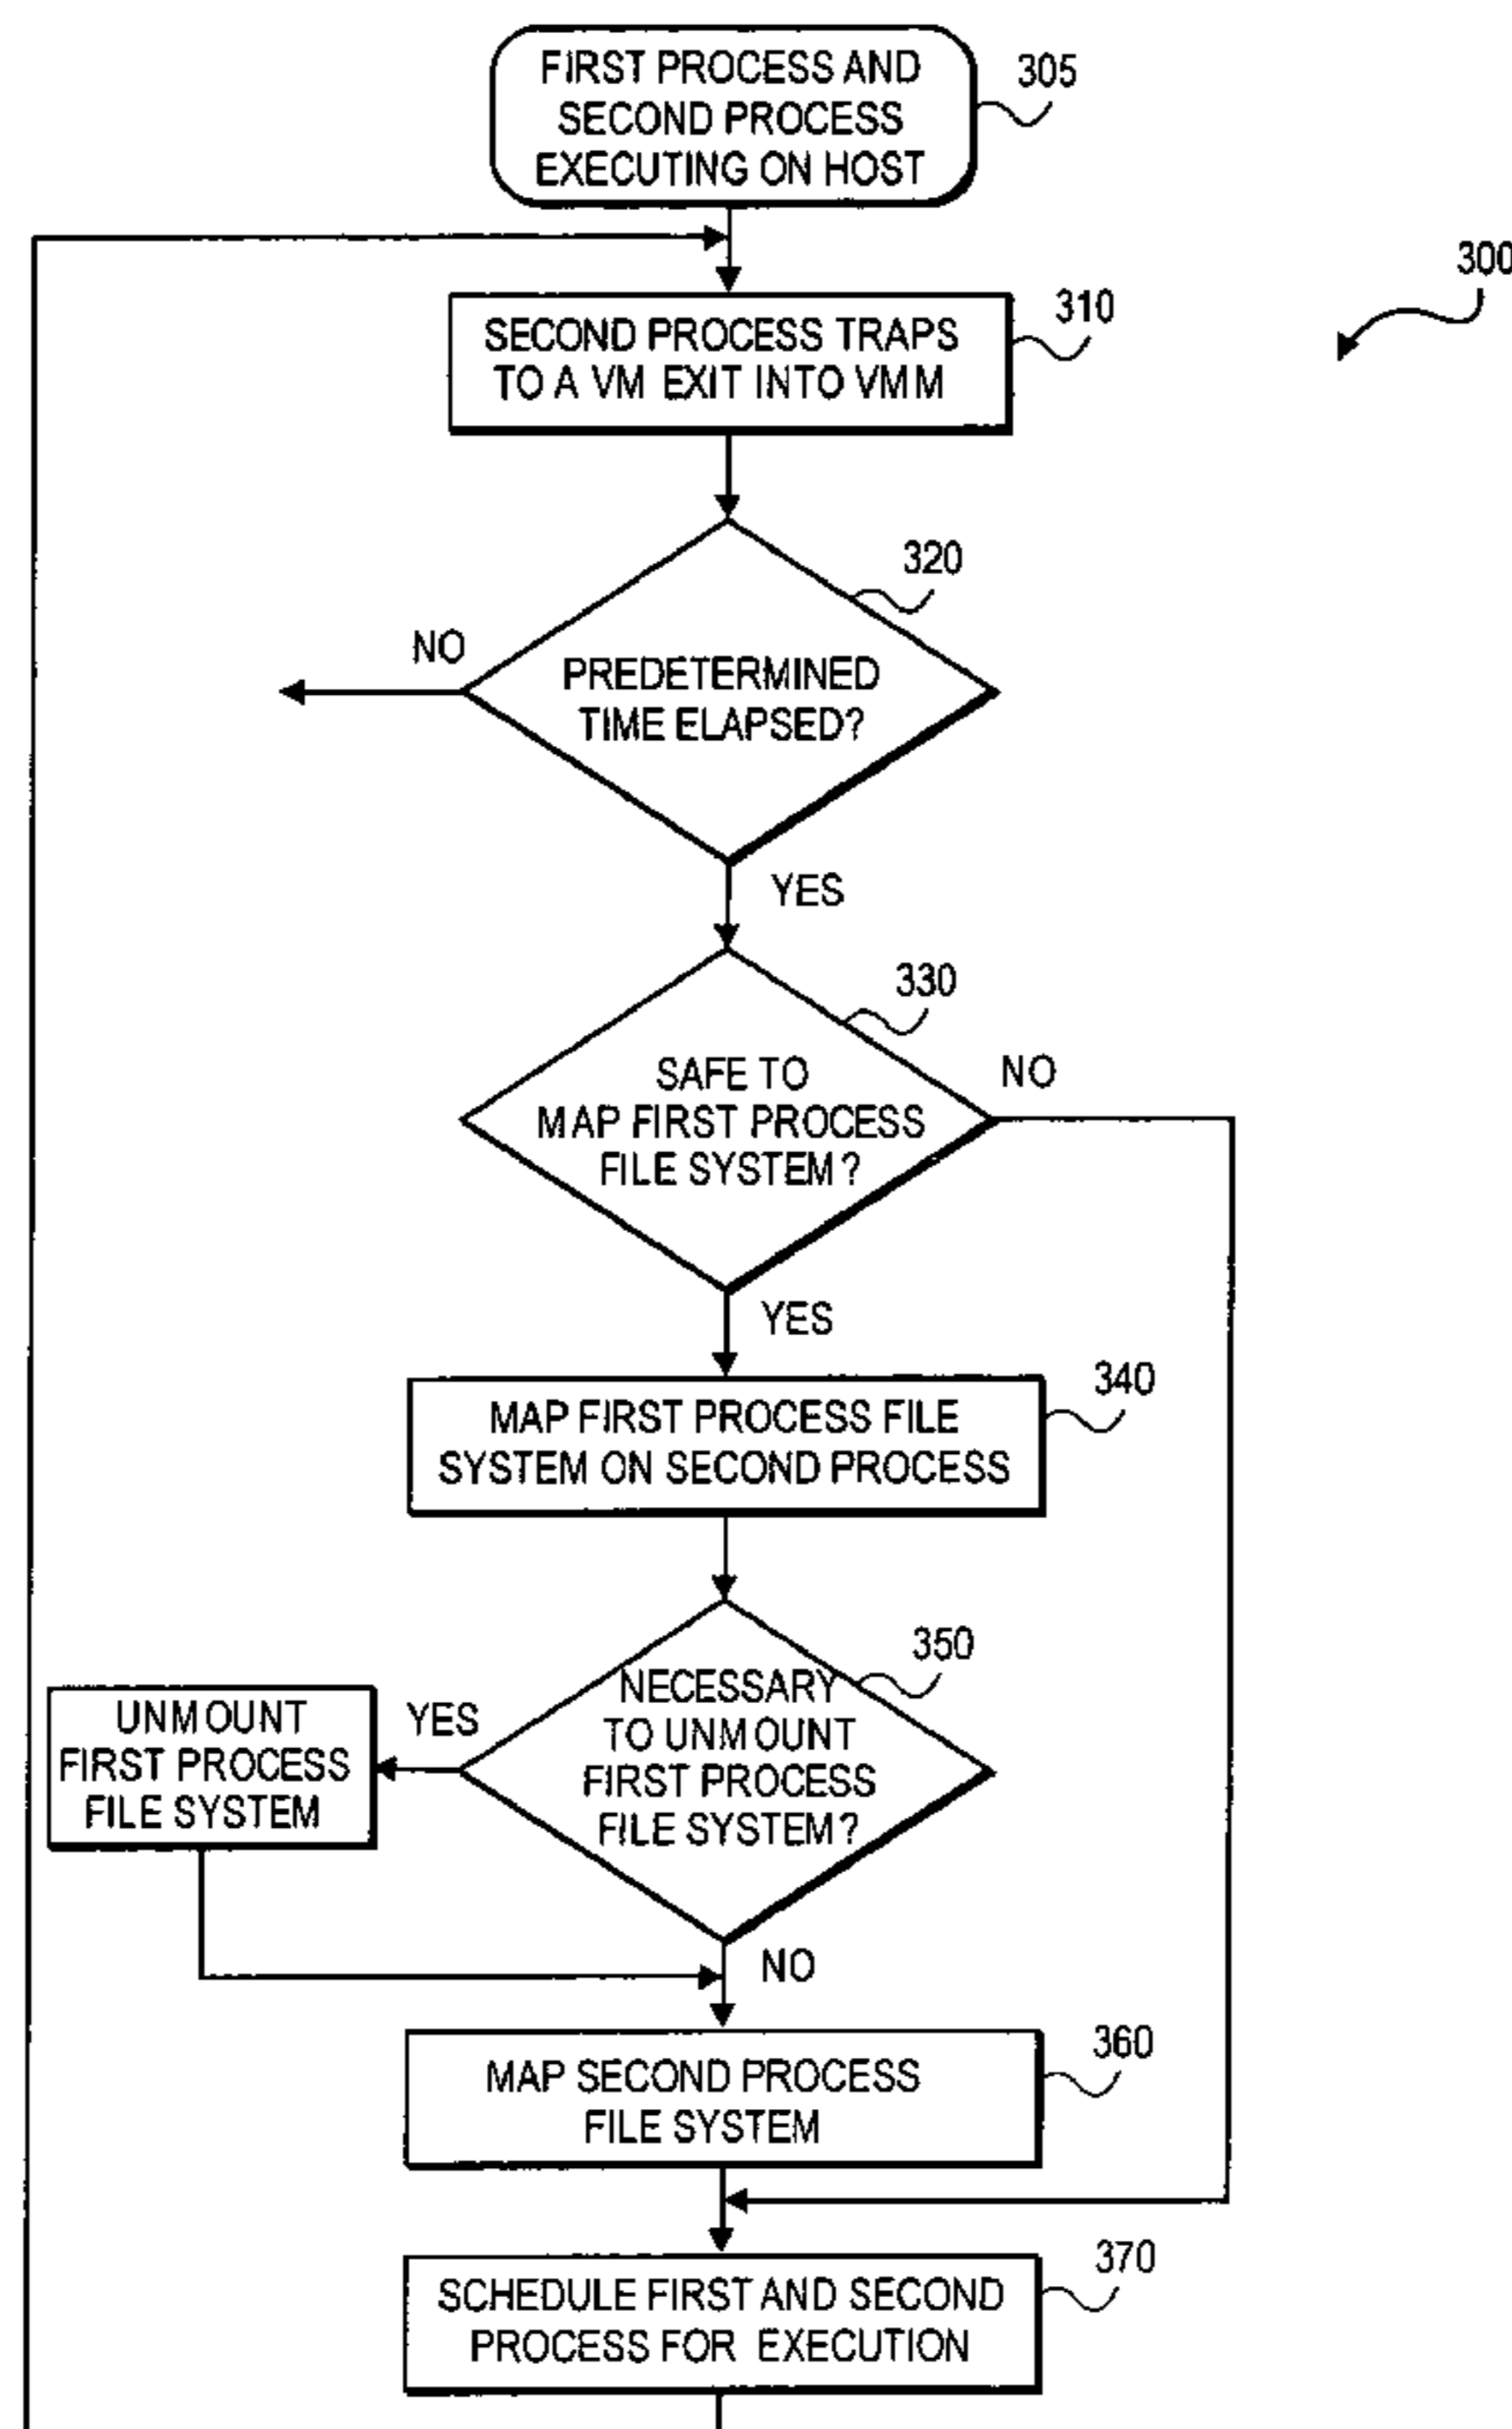 FIRST PROCESS AND
SECOND PROCESS
EXECUTING ON HOST
305
300
310
SECOND PROCESS TRAPS
TO A VM EXIT INTO VMM
320
NO
PREDETERMINED
TIME ELAPSED?
YES
330
SAFE TO
MAP FIRST PROCESS
FILE SYSTEM?
NO
YES
340
MAP FIRST PROCESS FILE
SYSTEM ON SECOND PROCESS
350
NECESSARY
TO UNMOUNT
FIRST PROCESS
FILE SYSTEM?
YES
UNMOUNT
FIRST PROCESS
FILE SYSTEM
NO
360
MAP SECOND PROCESS
FILE SYSTEM
370
SCHEDULE FIRST AND SECOND
PROCESS FOR EXECUTION